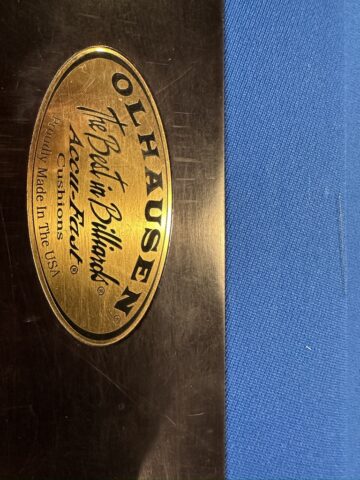 OLHAUSEN®
The Best in Billiards®
Accu-Fast®
Cushions
Proudly Made In The USA